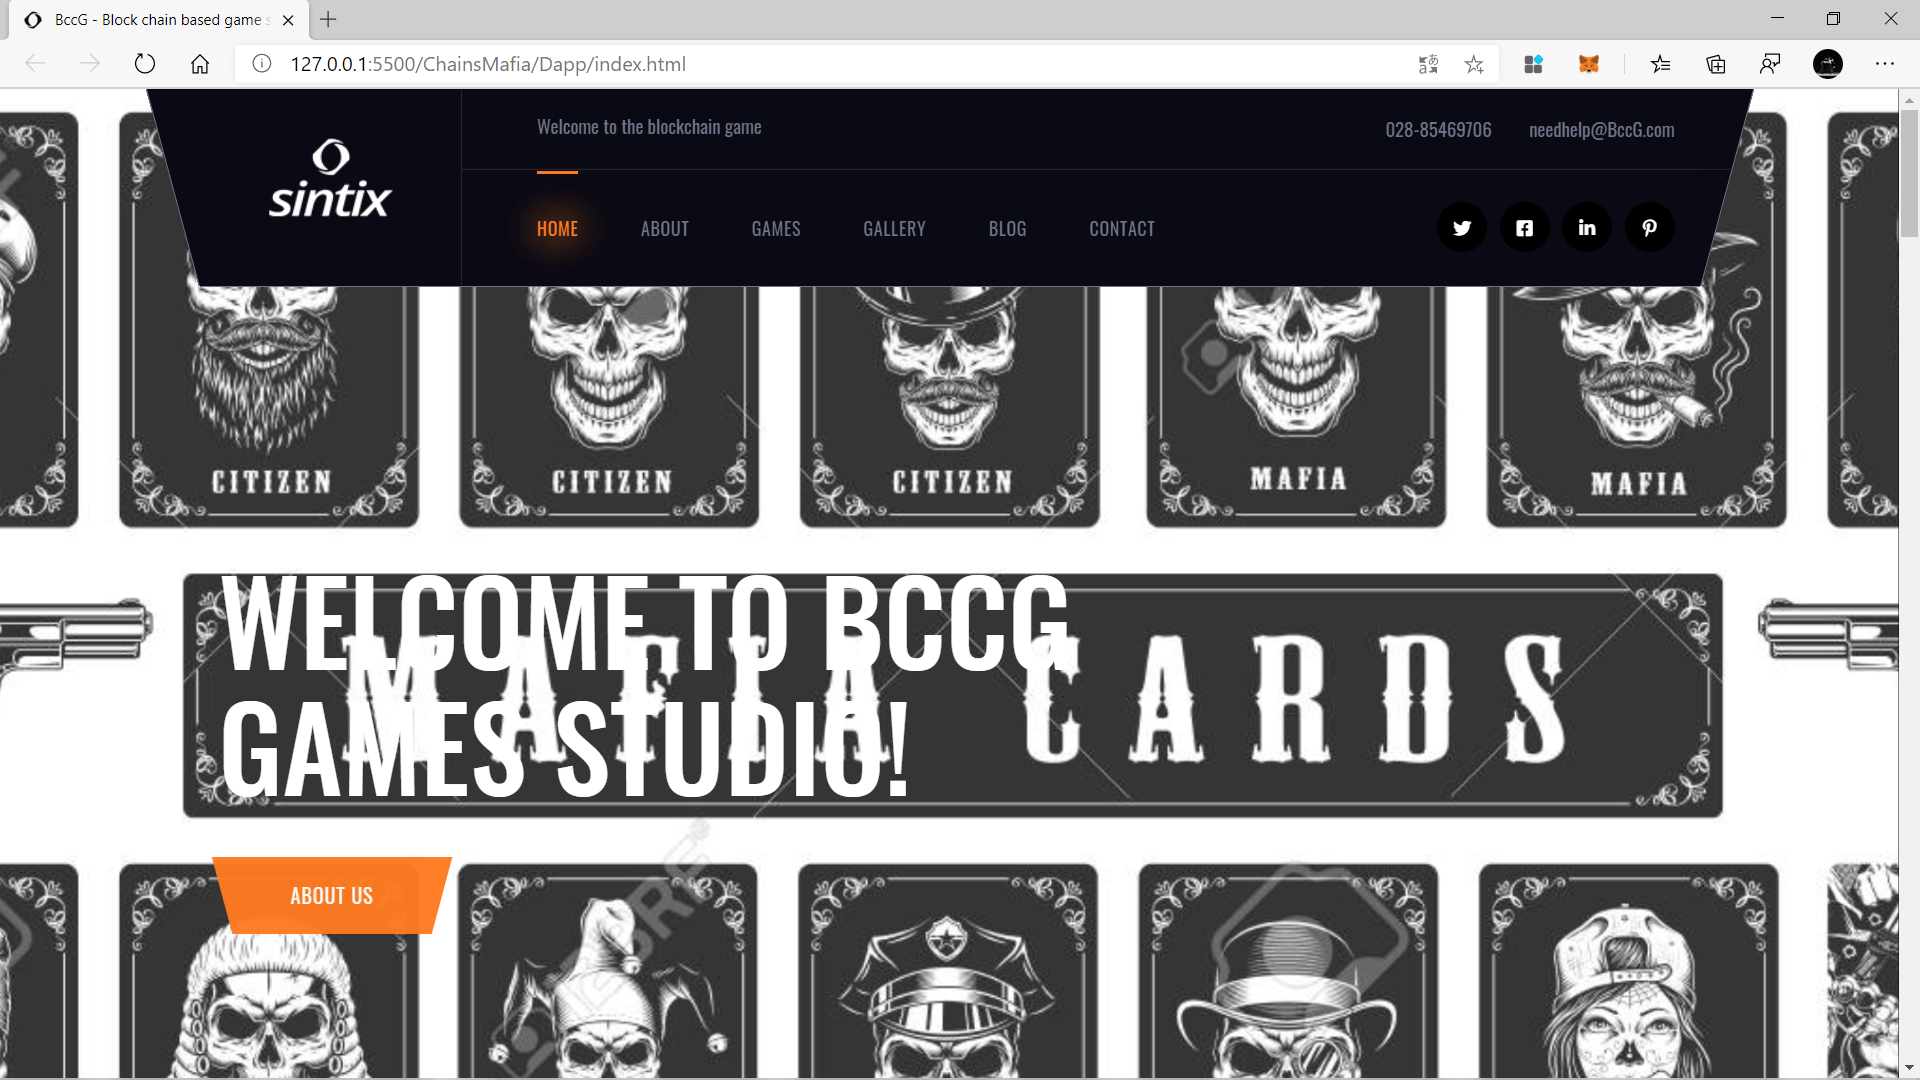 BccG - Block chain based game s
127.0.0.1:5500/ChainsMafia/Dapp/index.html
Welcome to the blockchain game
028-85469706
needhelp@BccG.com
sintix
HOME
ABOUT
GAMES
GALLERY
BLOG
CONTACT
CITIZEN
CITIZEN
CITIZEN
MAFIA
MAFIA
WELCOME TO BCCG
GAMES STUDIO!
MAFIA CARDS
ABOUT US